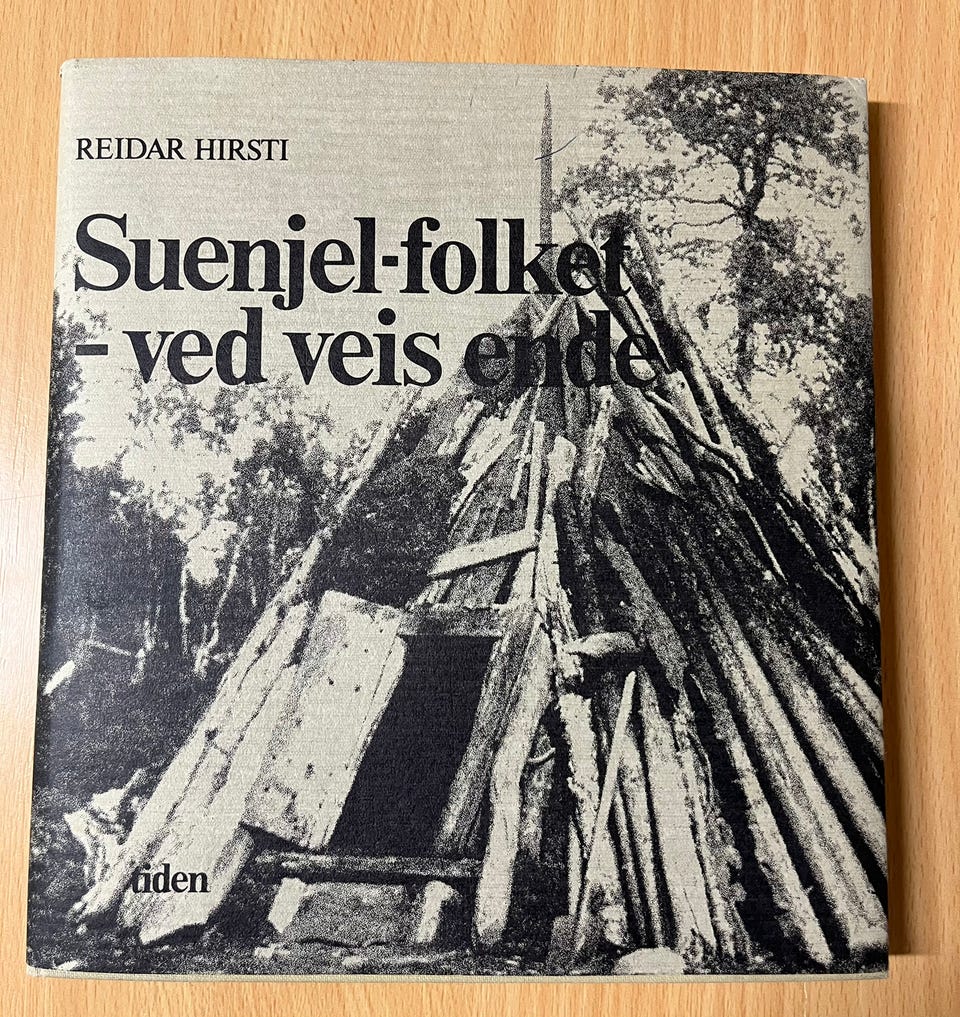 REIDAR HIRSTI
Suenjel-folket
- ved veis ende
tiden